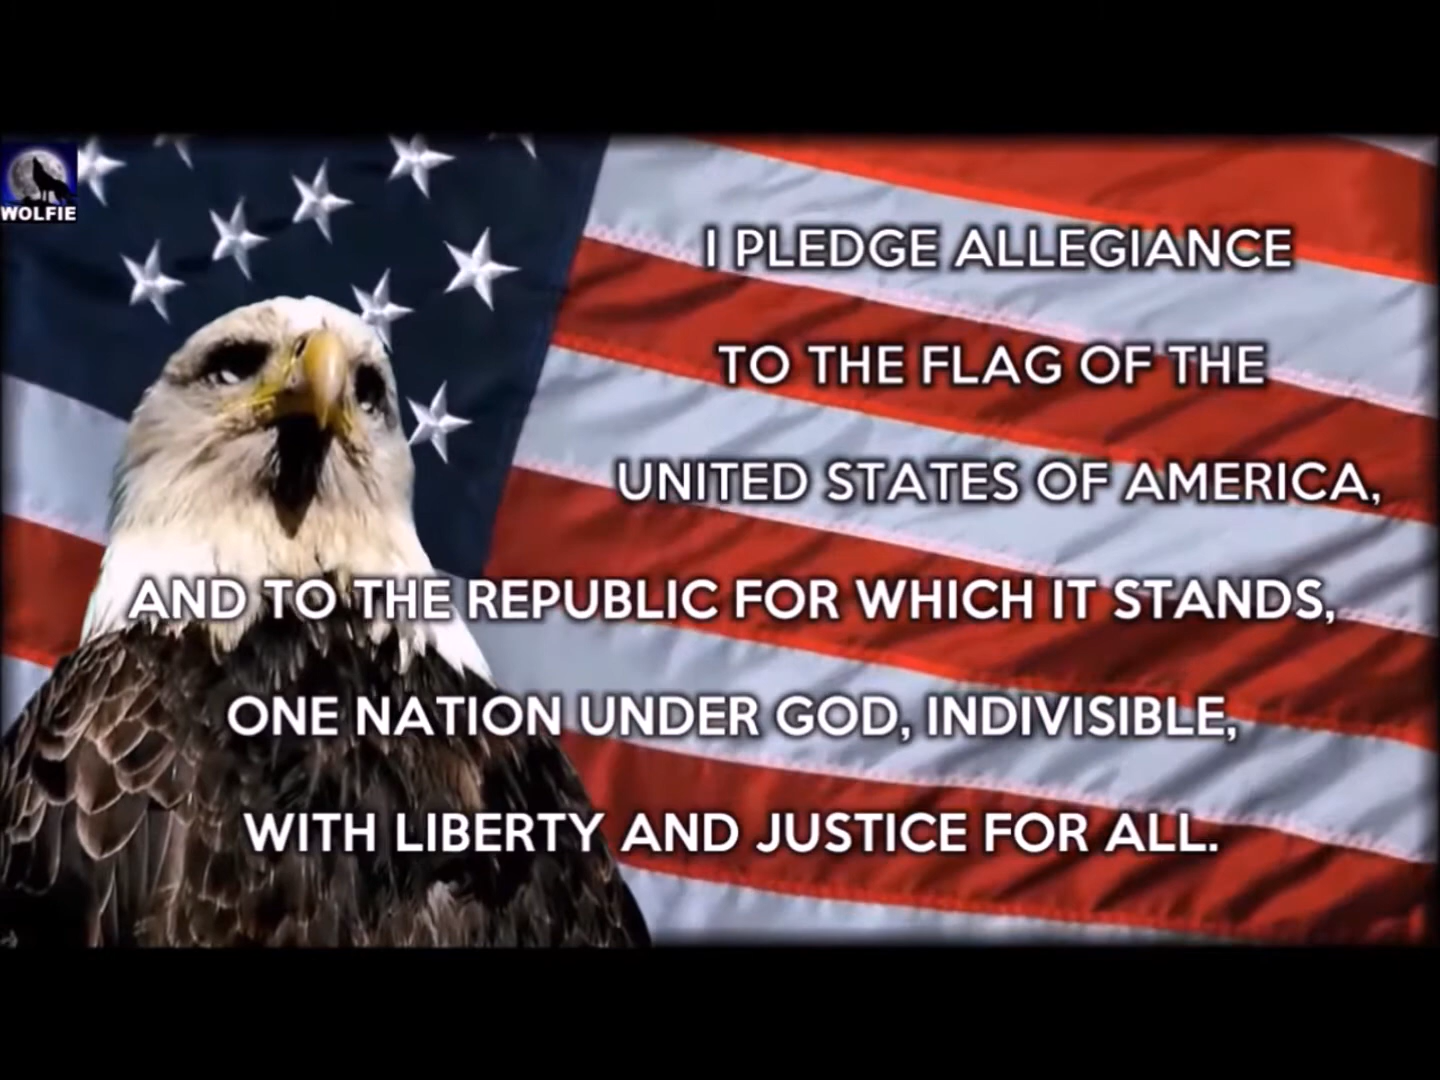 WOLFIE
I PLEDGE ALLEGIANCE
TO THE FLAG OF THE
UNITED STATES OF AMERICA,
AND TO THE REPUBLIC FOR WHICH IT STANDS,
ONE NATION UNDER GOD, INDIVISIBLE,
WITH LIBERTY AND JUSTICE FOR ALL.